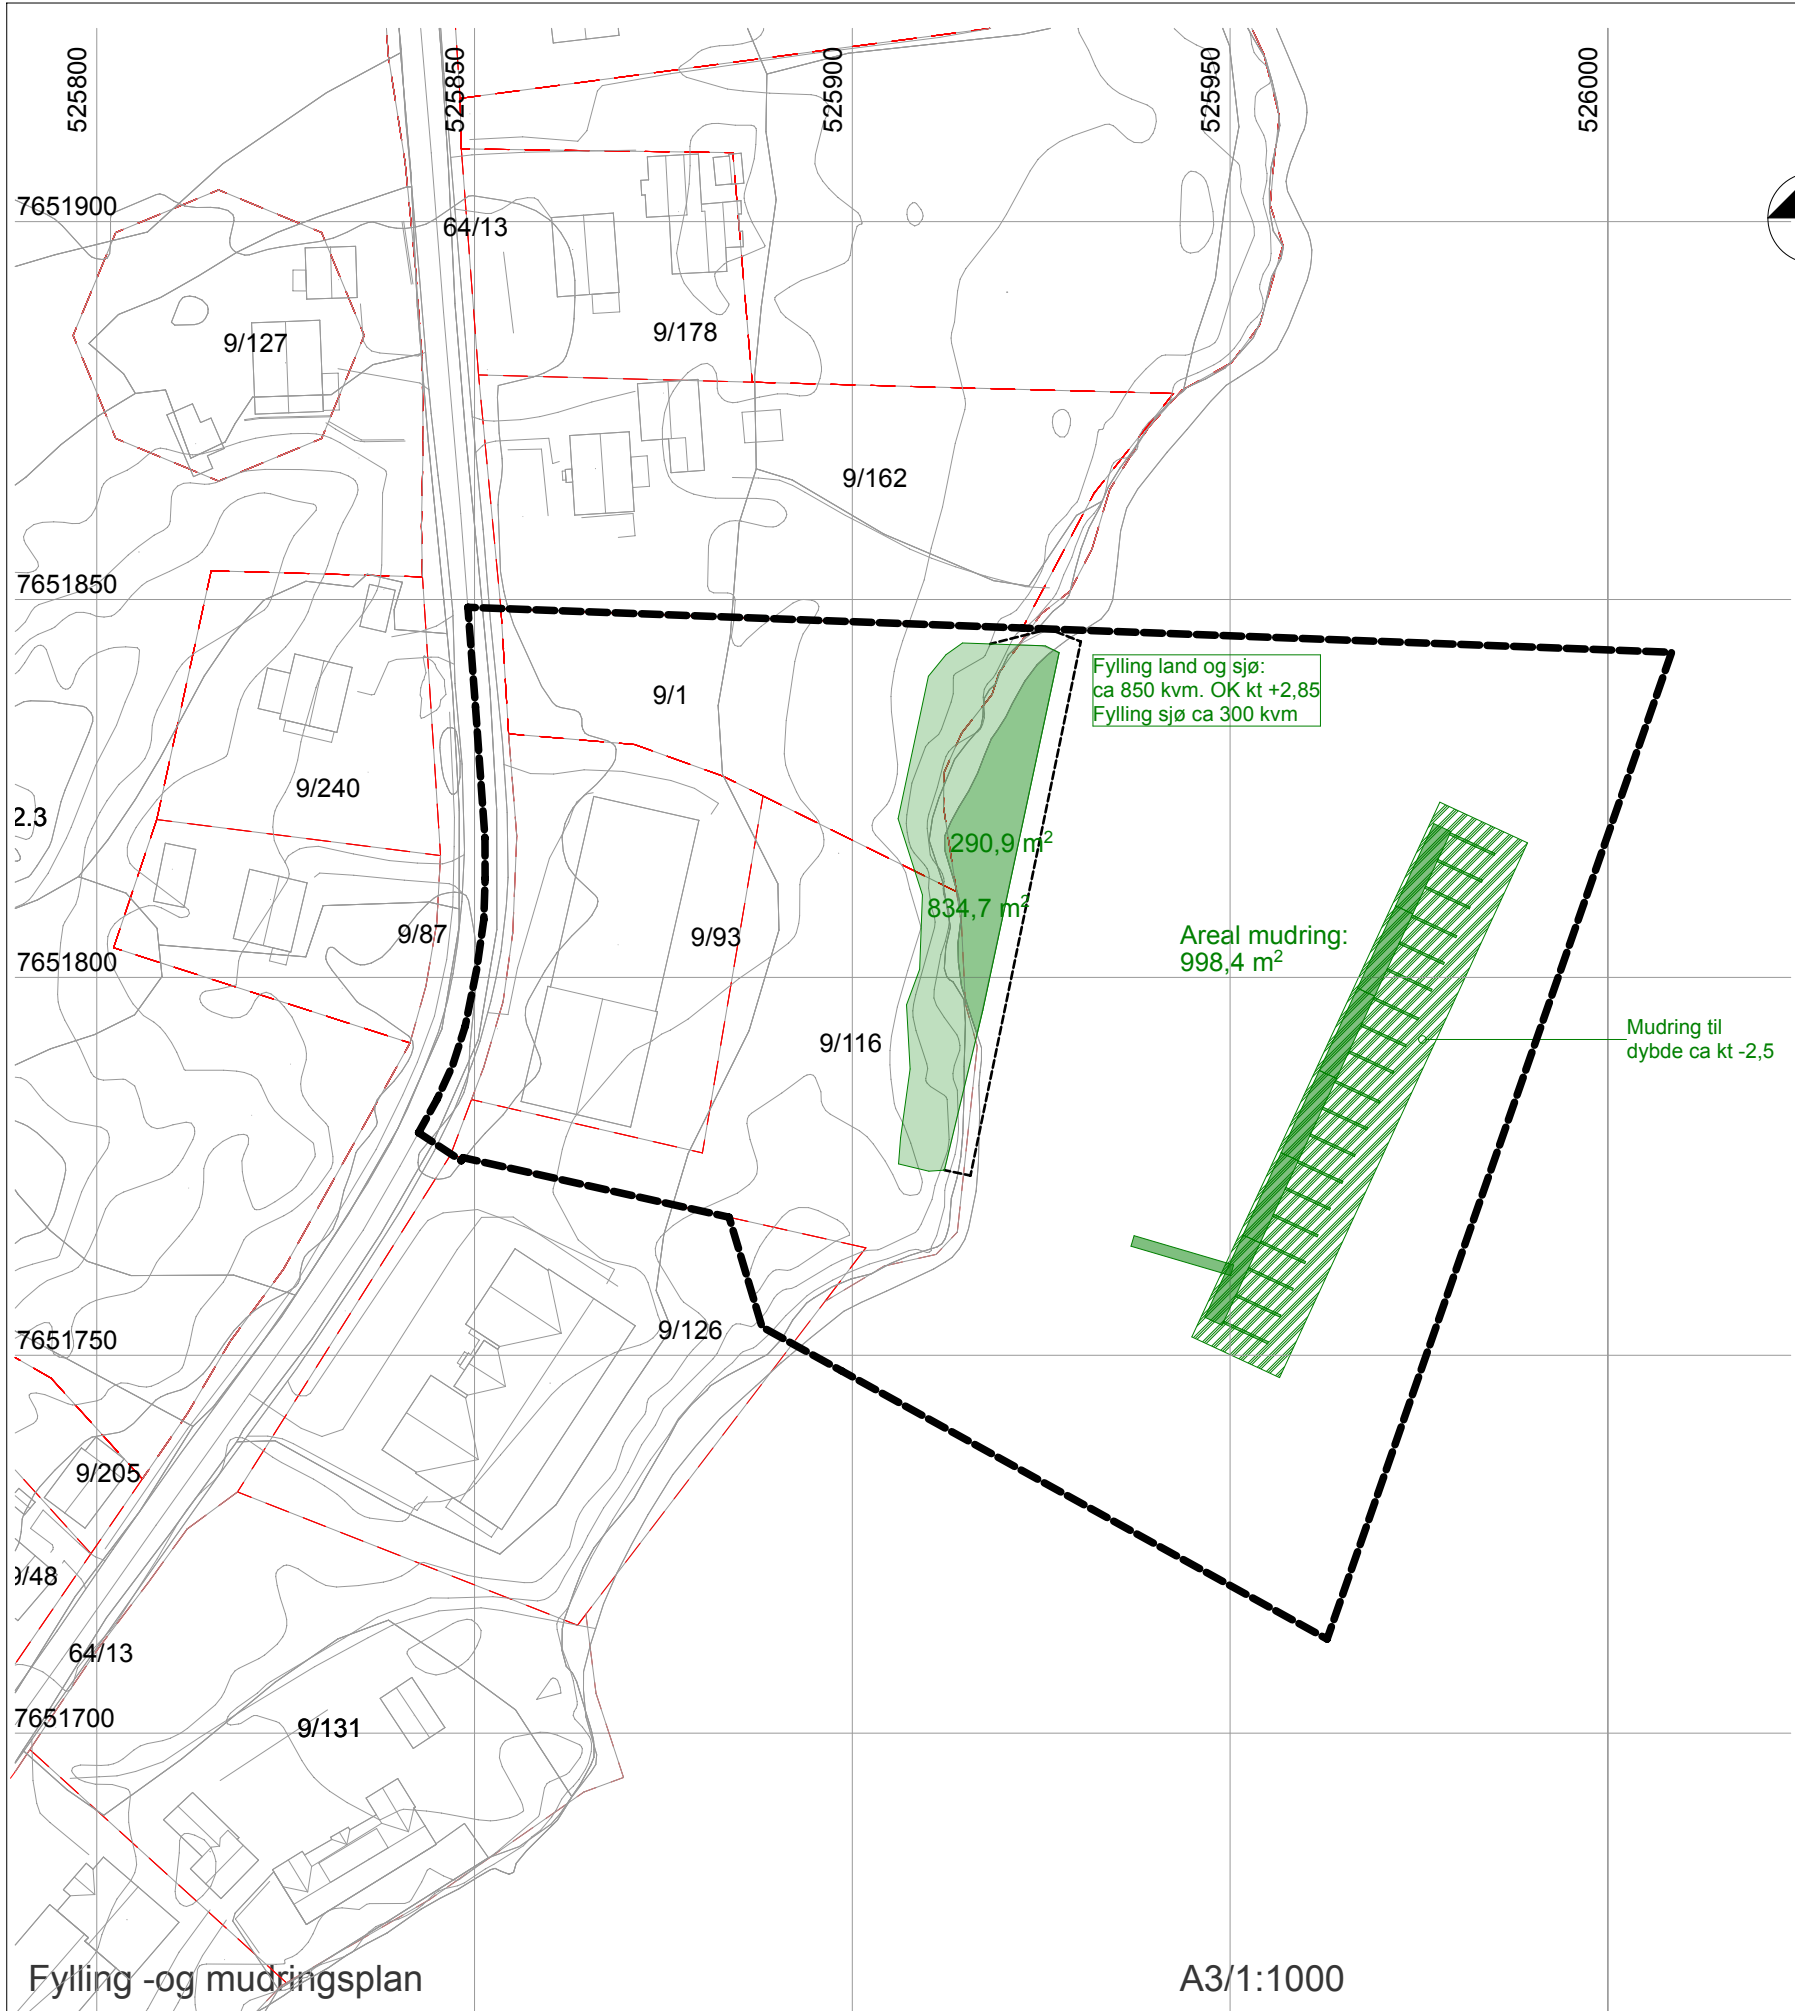 525800
525850
525900
525950
526000
7651900
64/13
9/127
9/178
9/162
7651850
Fylling land og sjø:
ca 850 kvm. OK kt +2,85
Fylling sjø ca 300 kvm
9/1
9/240
2.3
290,9 m²
834,7 m²
9/87
9/93
Areal mudring:
998,4 m²
7651800
9/116
Mudring til
dybde ca kt -2,5
7651750
9/126
9/205
9/48
64/13
7651700
9/131
Fylling -og mudringsplan
A3/1:1000